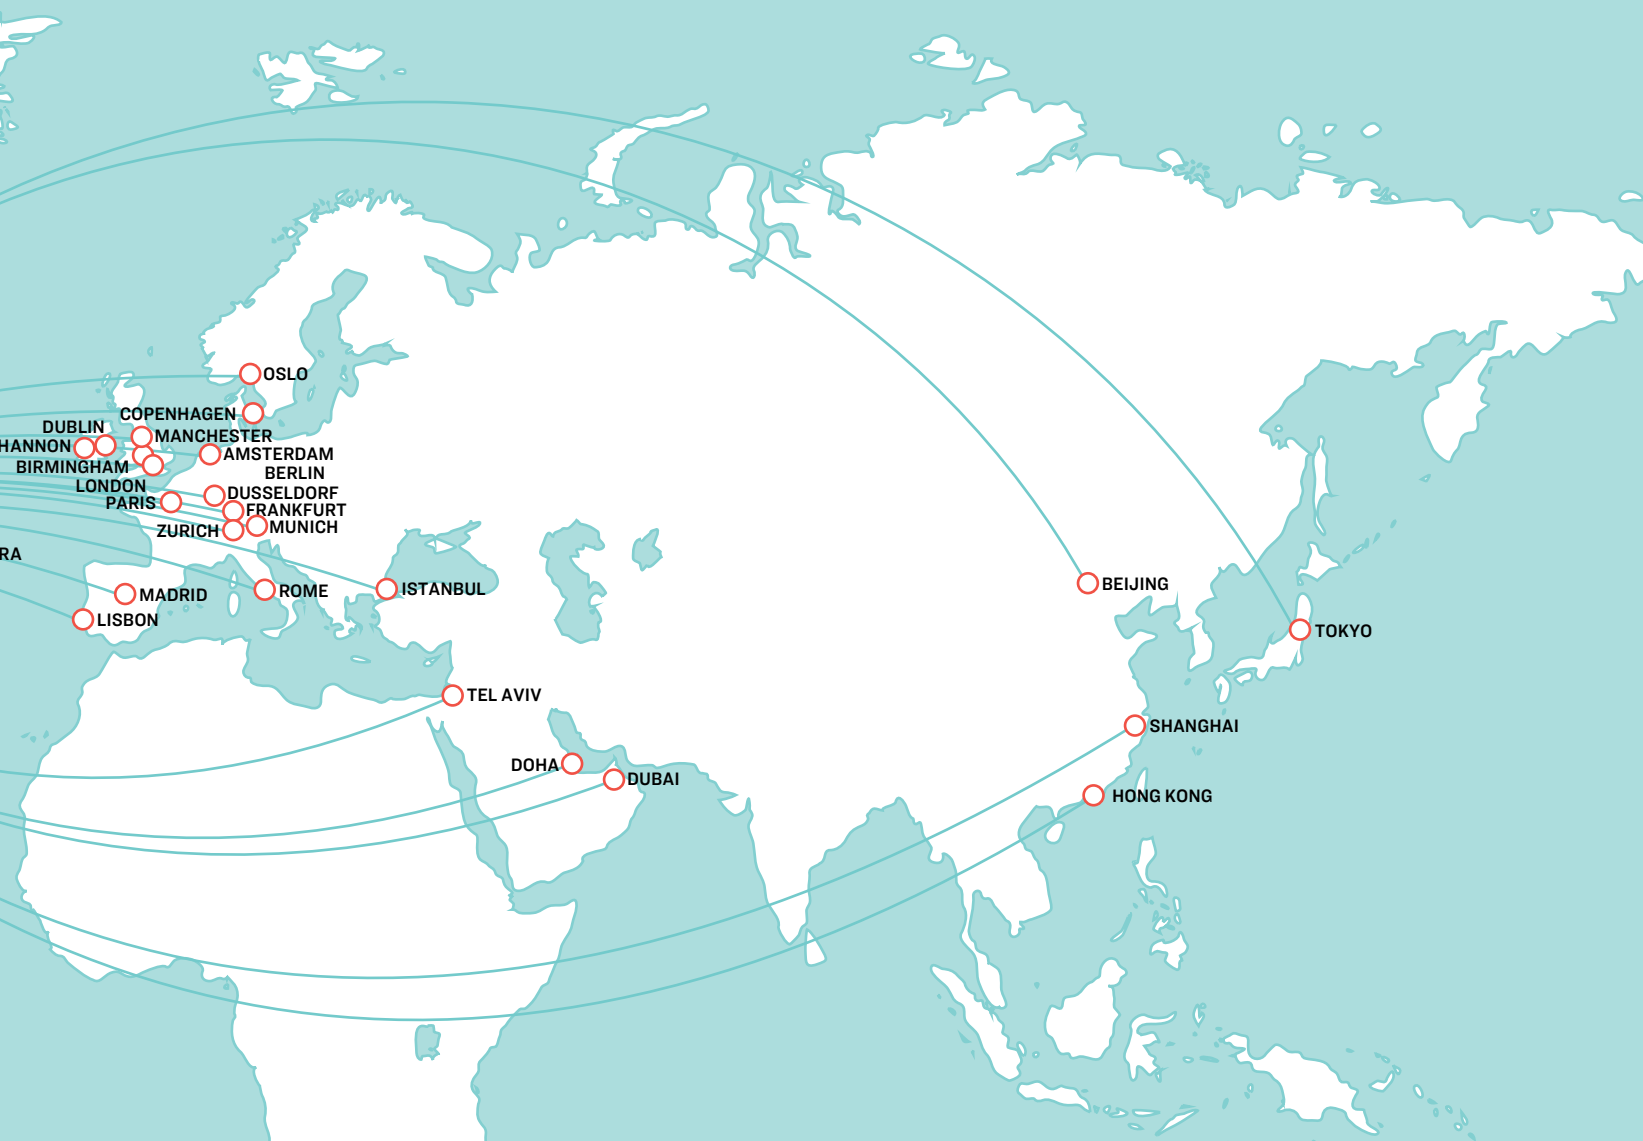 OSLO
COPENHAGEN
DUBLIN
MANCHESTER
HANNON
AMSTERDAM
BIRMINGHAM
BERLIN
LONDON
DUSSELDORF
PARIS
FRANKFURT
ZURICH
MUNICH
RA
MADRID
ROME
ISTANBUL
LISBON
BEIJING
TOKYO
TEL AVIV
SHANGHAI
DOHA
DUBAI
HONG KONG